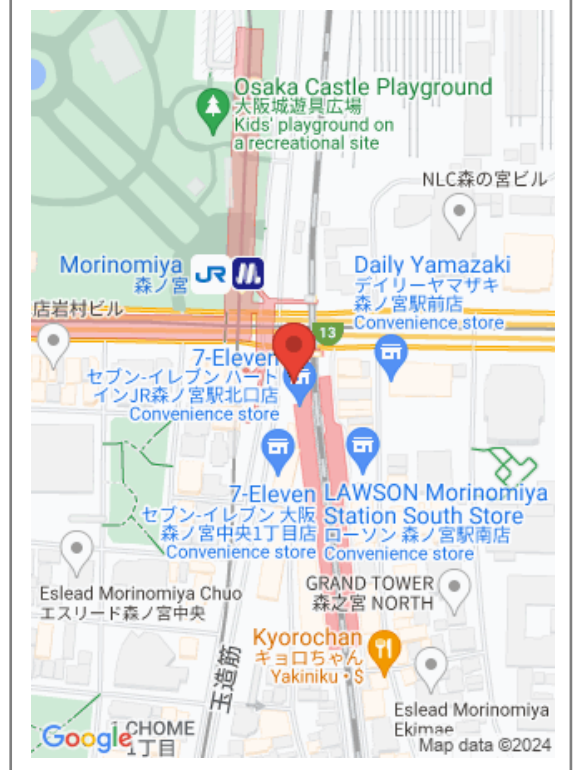 Osaka Castle Playground
大阪城遊具広場
Kids' playground on
a recreational site
NLC森の宮ビル
Morinomiya
森ノ宮
JR
Daily Yamazaki
デイリーヤマザキ
森ノ宮駅前店
Convenience store
店岩村ビル
13
7-Eleven
セブン-イレブン ハート
インJR森ノ宮駅北口店
Convenience store
7-Eleven
セブン-イレブン 大阪
森ノ宮中央1丁目店
Convenience store
LAWSON Morinomiya
Station South Store
ローソン 森ノ宮駅南店
Convenience store
Eslead Morinomiya Chuo
エスリード森ノ宮中央
GRAND TOWER
森之宮 NORTH
Kyorochan
キョロちゃん
Yakiniku • $
玉造筋
Eslead Morinomiya
Ekimae
1 CHOME
1丁目
Google
Map data ©2024